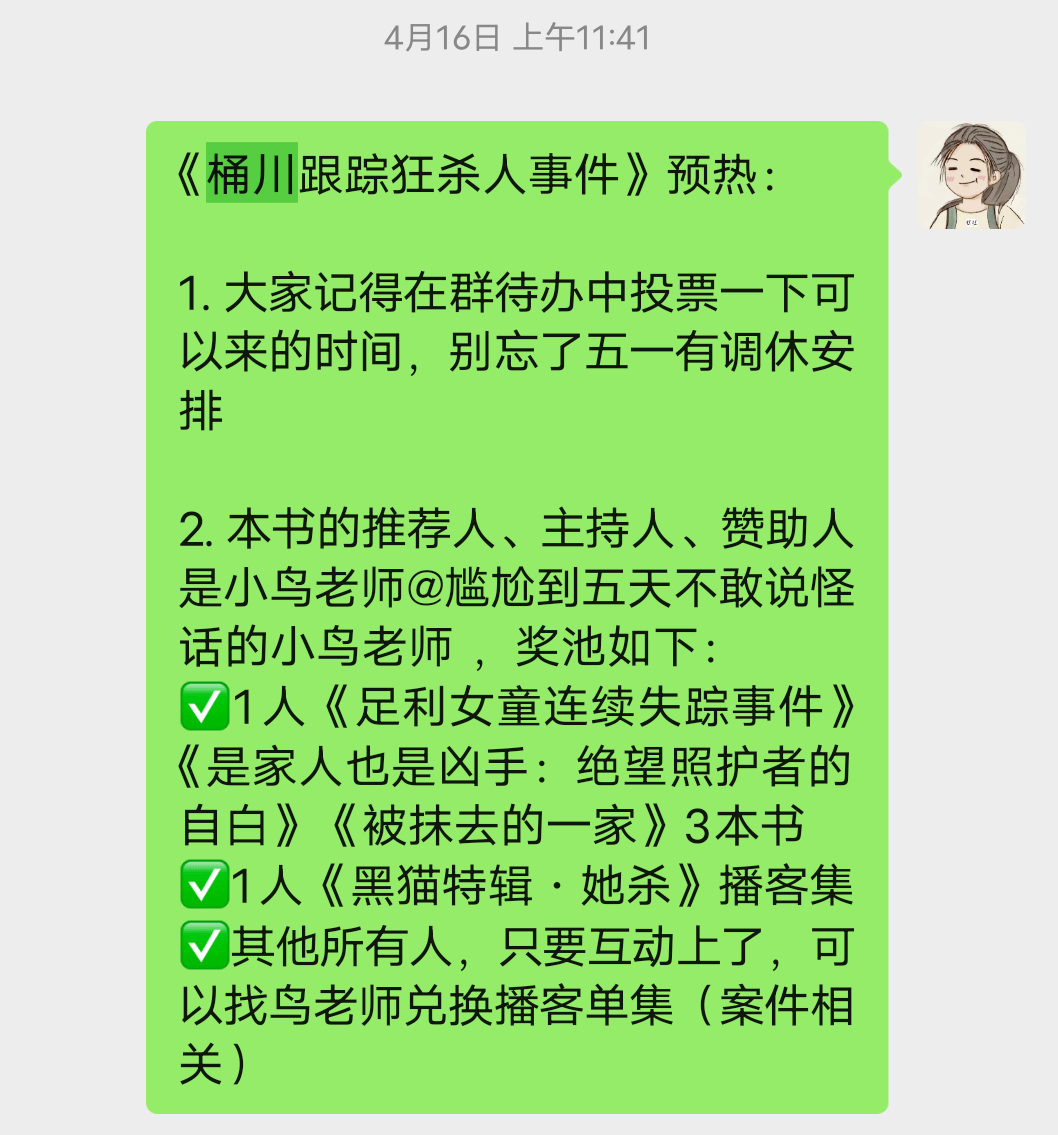 4月16日 上午11:41
《桶川跟踪狂杀人事件》预热：
1. 大家记得在群待办中投票一下可
以来的时间，别忘了五一有调休安
排
2. 本书的推荐人、主持人、赞助人
是小鸟老师@尴尬到五天不敢说怪
话的小鸟老师 ，奖池如下：
✅1人《足利女童连续失踪事件》
《是家人也是凶手：绝望照护者的
自白》《被抹去的一家》3本书
✅1人《黑猫特辑·她杀》播客集
✅其他所有人，只要互动上了，可
以找鸟老师兑换播客单集（案件相
关）